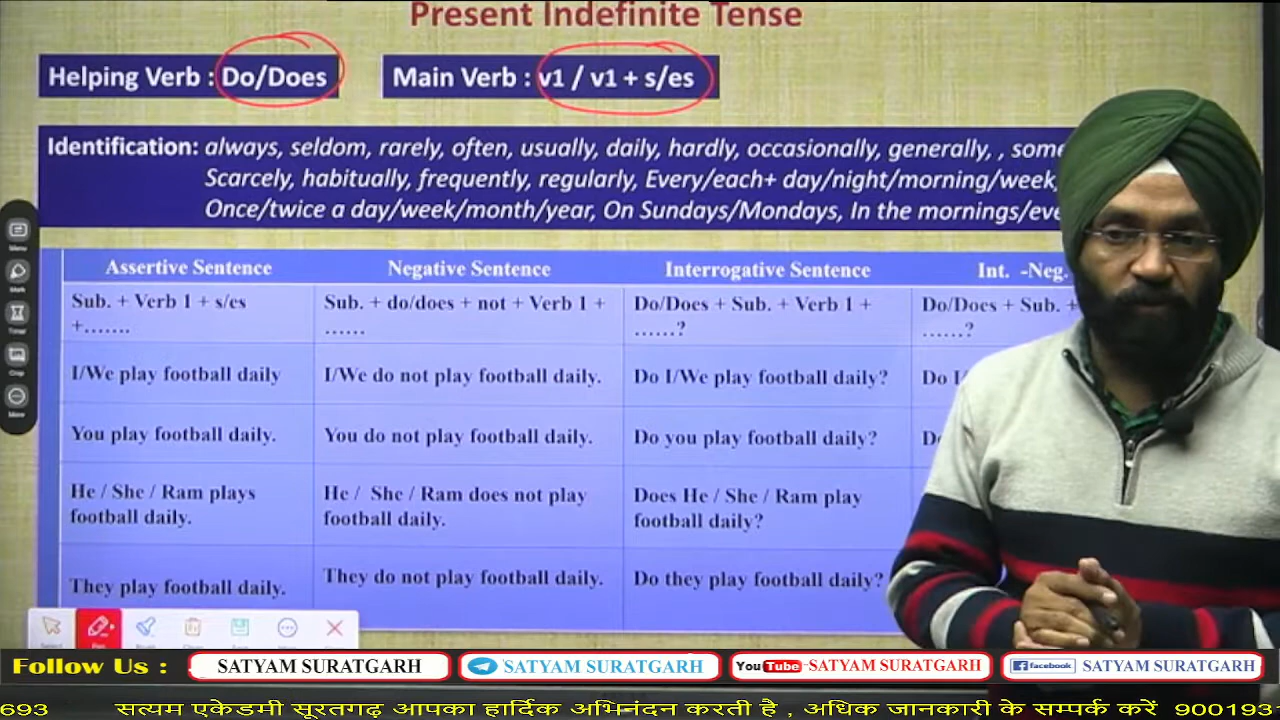 Present Indefinite Tense
Helping Verb : Do/Does
Main Verb : v1 / v1 + s/es
Identification: always, seldom, rarely, often, usually, daily, hardly, occasionally, generally, , some
Scarcely, habitually, frequently, regularly, Every/each+ day/night/morning/week,
Once/twice a day/week/month/year, On Sundays/Mondays, In the mornings/eve
Assertive Sentence
Negative Sentence
Interrogative Sentence
Int. -Neg.
Sub. + Verb 1 + s/es
+.......
Sub. + do/does + not + Verb 1 +
......
Do/Does + Sub. + Verb 1 +
......?
Do/Does + Sub. +
......?
I/We play football daily
I/We do not play football daily.
Do I/We play football daily?
Do I/
You play football daily.
You do not play football daily.
Do you play football daily?
He / She / Ram plays
football daily.
He / She / Ram does not play
football daily.
Does He / She / Ram play
football daily?
They play football daily.
They do not play football daily.
Do they play football daily?
Menu
Mark
Timer
Crop
More
Select
Pen
Follow Us :
SATYAM SURATGARH
SATYAM SURATGARH
YouTube-SATYAM SURATGARH
facebook SATYAM SURATGARH
693 सत्यम एकेडमी सूरतगढ़ आपका हार्दिक अभिनंदन करती है , अधिक जानकारी के सम्पर्क करें 900193